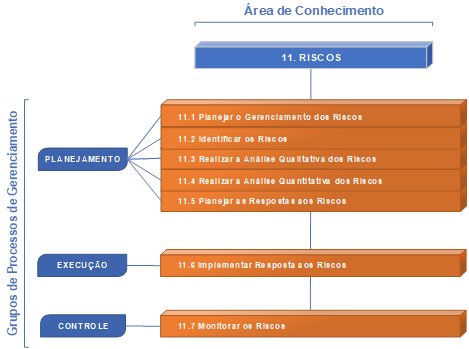 Área de Conhecimento
11. RISCOS
Grupos de Processos de Gerenciamento
PLANEJAMENTO
11.1 Planejar o Gerenciamento dos Riscos
11.2 Identificar os Riscos
11.3 Realizar a Análise Qualitativa dos Riscos
11.4 Realizar a Análise Quantitativa dos Riscos
11.5 Planejar as Respostas aos Riscos
EXECUÇÃO
11.6 Implementar Resposta aos Riscos
CONTROLE
11.7 Monitorar os Riscos